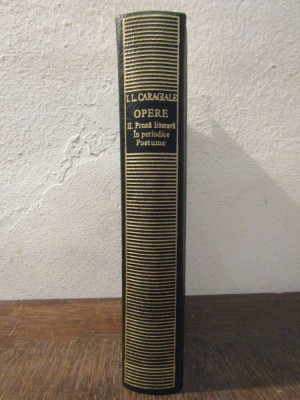 I. L. CARAGIALE
OPERE
II. Proză literară
În periodice
Postume